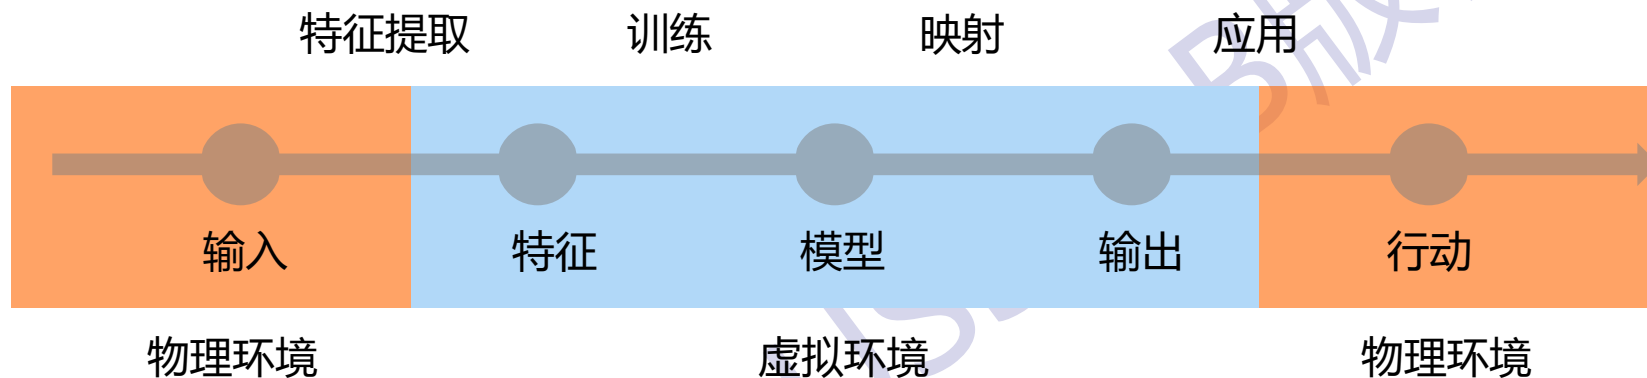 特征提取 训练 映射 应用
输入 特征 模型 输出 行动
物理环境 虚拟环境 物理环境